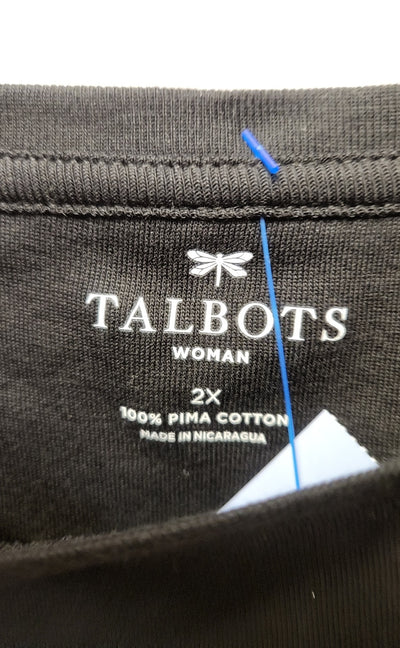 TALBOTS
WOMAN
2X
100% PIMA COTTON
MADE IN NICARAGUA